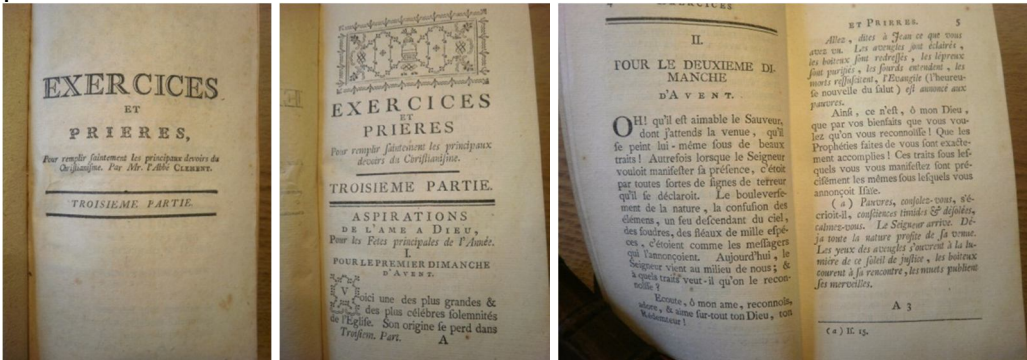 EXERCICES
ET
PRIERES,
Pour remplir saintement les principaux devoirs du
Christianisme. Par Mr. l'Abbé CLEMENT.
TROISIEME PARTIE.
EXERCICES
ET
PRIERES
Pour remplir saintement les principaux
devoirs du Christianisme.
TROISIEME PARTIE.
ASPIRATIONS
DE L'AME A DIEU,
Pour les Fêtes principales de l'Année.
I.
POUR LE PREMIER DIMANCHE
D'AVENT.
Voici une des plus grandes &
des plus célébres solemnités
de l'Eglise. Son origine se perd dans
Troisiem. Part. A
4 EXERCICES
II.
POUR LE DEUXIEME DI-
MANCHE
D'AVENT.
OH! qu'il est aimable le Sauveur,
dont j'attends la venue, qu'il
se peint lui-même sous de beaux
traits! Autrefois lorsque le Seigneur
vouloit manifester sa présence, c'étoit
par toutes sortes de signes de terreur
qu'il se déclaroit. Le bouleverse-
ment de la nature, la confusion des
élémens, un feu descendant du ciel,
des foudres, des fléaux de mille espé-
ces, c'étoient comme les messagers
qui l'annonçoient. Aujourd'hui, le
Seigneur vient au milieu de nous; &
à quels traits veut-il qu'on le recon-
noisse?
Ecoute, ô mon ame, reconnois,
adore, & aime sur-tout ton Dieu, ton
Rédempteur!
ET PRIERES. 5
Allez, dites à Jean ce que vous
avez vu. Les aveugles sont éclairés,
les boiteux sont redressés, les lépreux
sont purifiés, les sourds entendent, les
morts ressuscitent, l'Evangile (l'heureu-
se nouvelle du salut) est annoncé aux
pauvres.
Ainsi, ce n'est, ô mon Dieu,
que par vos bienfaits que vous vou-
lez qu'on vous reconnoisse! Que les
Prophéties faites de vous sont exacte-
ment accomplies! Ces traits sous les-
quels vous vous manifestez sont pré-
cisément les mêmes sous lesquels vous
annonçoit Isaïe.
(a) Pauvres, consolez-vous, s'é-
crioit-il, consciences timides & désolées,
calmez-vous. Le Seigneur arrive. Dé-
ja toute la nature profite de sa venue.
Les yeux des aveugles s'ouvrent à la lu-
miére de ce soleil de justice, les boiteux
courent à sa rencontre, les muets publient
ses merveilles.
A 3
(a) If. 15.